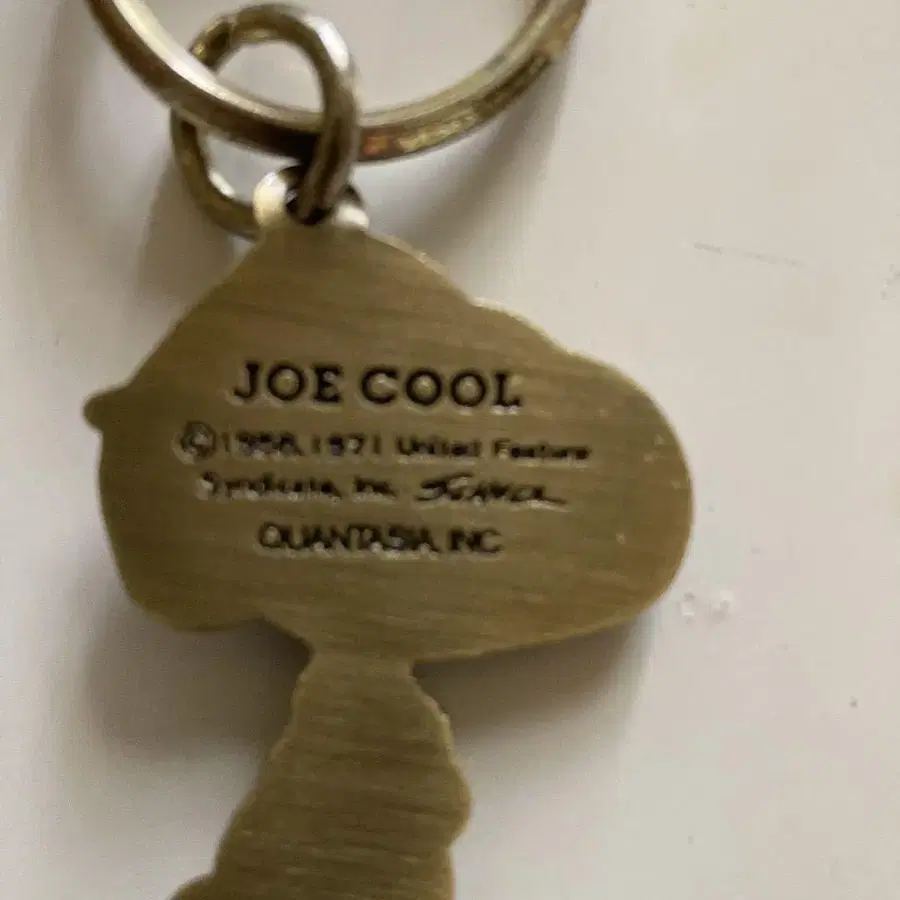 JOE COOL
©1958, 1971 United Feature
Syndicate, Inc.
QUANTASIA, INC